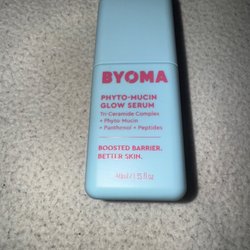 BYOMA
PHYTO-MUCIN
GLOW SERUM
Tri-Ceramide Complex
+ Phyto-Mucin
+ Panthenol + Peptides
BOOSTED BARRIER.
BETTER SKIN.